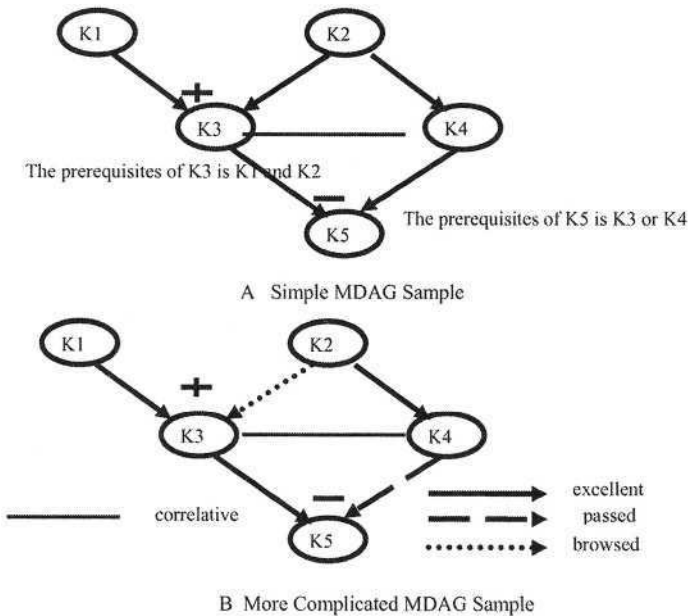 K1
K2
+
K3
K4
The prerequisites of K3 is K1 and K2
−
The prerequisites of K5 is K3 or K4
K5
A Simple MDAG Sample
K1
K2
+
K3
K4
−
excellent
correlative
passed
K5
browsed
B More Complicated MDAG Sample